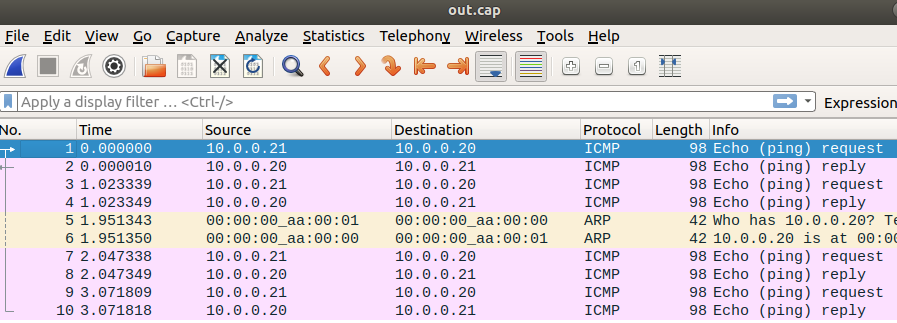 out.cap
File Edit View Go Capture Analyze Statistics Telephony Wireless Tools Help
Apply a display filter … <Ctrl-/> Expression
No. Time Source Destination Protocol Length Info
1 0.000000 10.0.0.21 10.0.0.20 ICMP 98 Echo (ping) request
2 0.000010 10.0.0.20 10.0.0.21 ICMP 98 Echo (ping) reply
3 1.023339 10.0.0.21 10.0.0.20 ICMP 98 Echo (ping) request
4 1.023349 10.0.0.20 10.0.0.21 ICMP 98 Echo (ping) reply
5 1.951343 00:00:00_aa:00:01 00:00:00_aa:00:00 ARP 42 Who has 10.0.0.20? Te
6 1.951350 00:00:00_aa:00:00 00:00:00_aa:00:01 ARP 42 10.0.0.20 is at 00:00
7 2.047338 10.0.0.21 10.0.0.20 ICMP 98 Echo (ping) request
8 2.047349 10.0.0.20 10.0.0.21 ICMP 98 Echo (ping) reply
9 3.071809 10.0.0.21 10.0.0.20 ICMP 98 Echo (ping) request
10 3.071818 10.0.0.20 10.0.0.21 ICMP 98 Echo (ping) reply